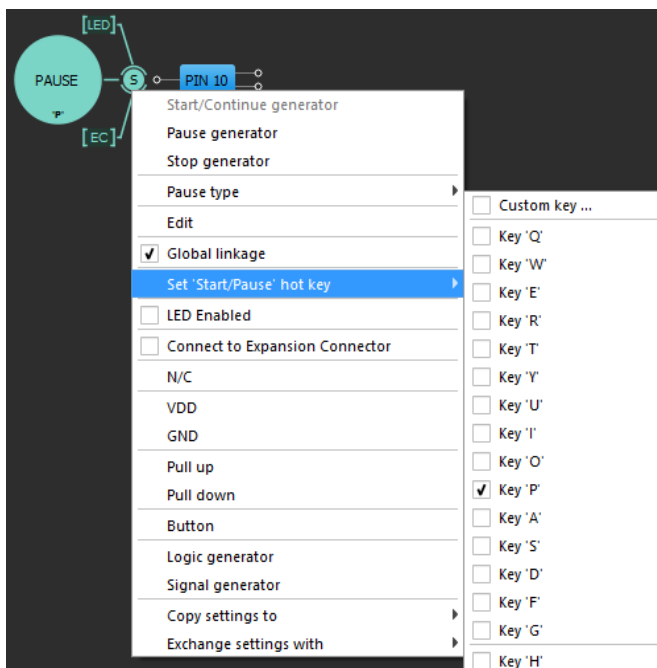 [LED]
PAUSE
S
PIN 10
"P"
[EC]
Start/Continue generator
Pause generator
Stop generator
Pause type
Edit
Global linkage
Set 'Start/Pause' hot key
LED Enabled
Connect to Expansion Connector
N/C
VDD
GND
Pull up
Pull down
Button
Logic generator
Signal generator
Copy settings to
Exchange settings with
Custom key ...
Key 'Q'
Key 'W'
Key 'E'
Key 'R'
Key 'T'
Key 'Y'
Key 'U'
Key 'I'
Key 'O'
Key 'P'
Key 'A'
Key 'S'
Key 'D'
Key 'F'
Key 'G'
Key 'H'